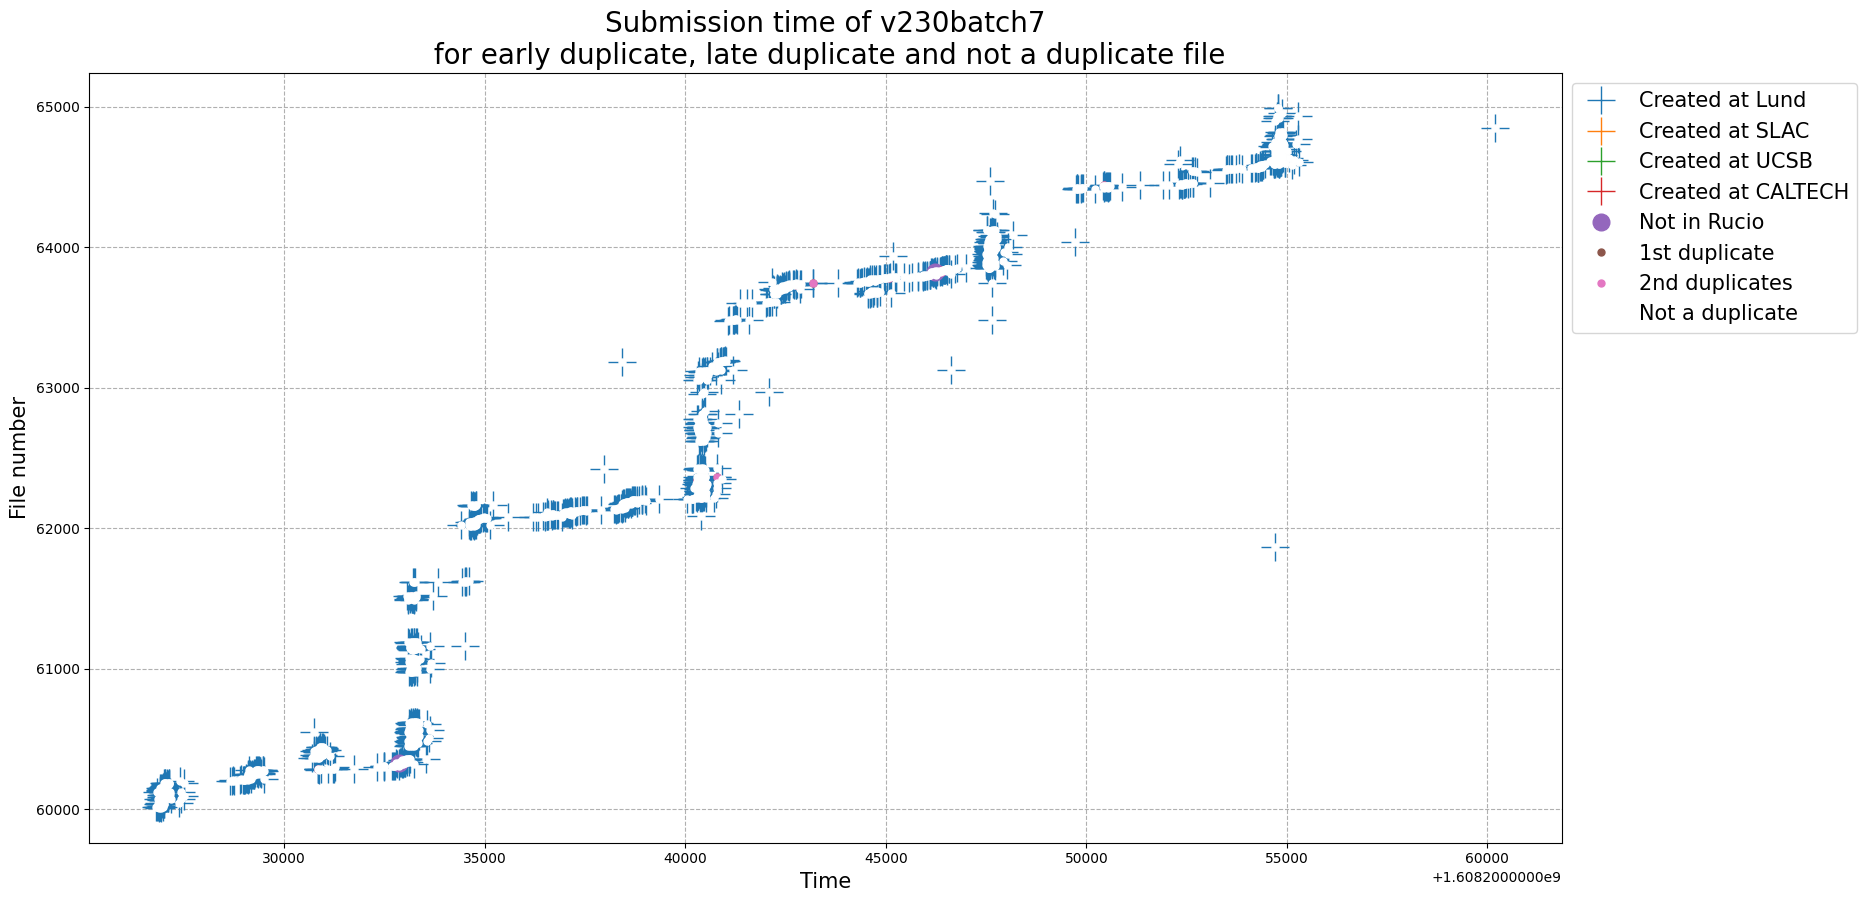 Submission time of v230batch7
for early duplicate, late duplicate and not a duplicate file
File number
65000
64000
63000
62000
61000
60000
30000
35000
40000
45000
50000
55000
60000
+1.6082000000e9
Time
Created at Lund
Created at SLAC
Created at UCSB
Created at CALTECH
Not in Rucio
1st duplicate
2nd duplicates
Not a duplicate